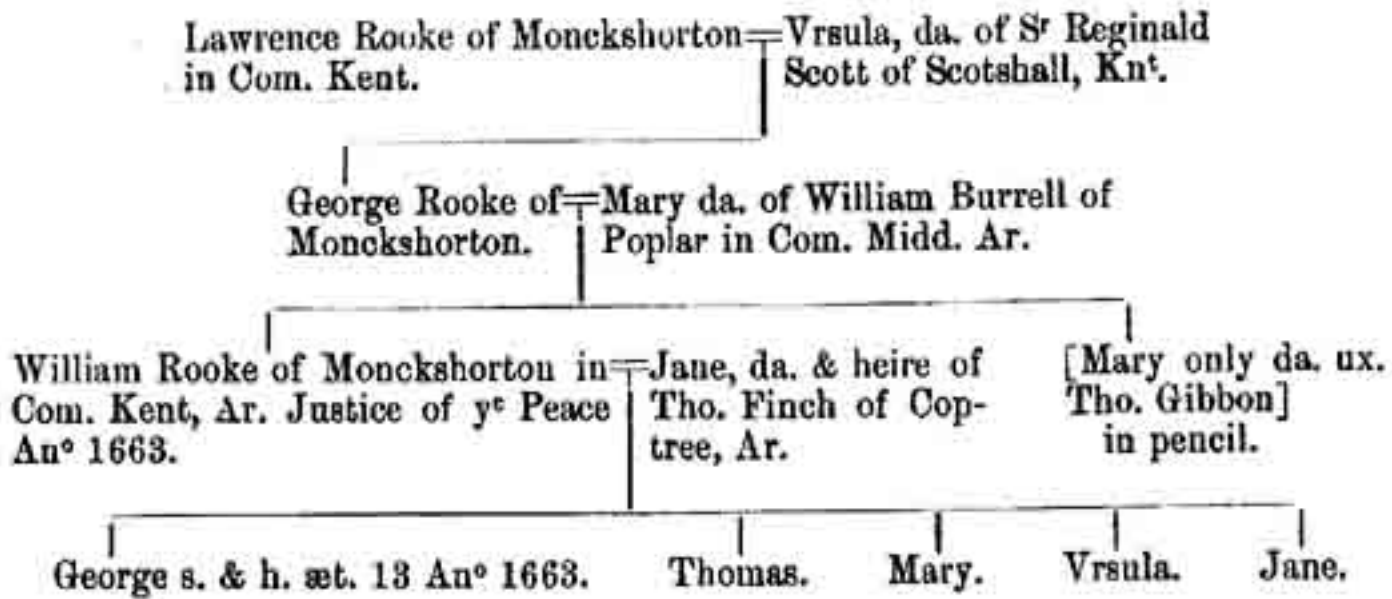 Lawrence Rooke of Monckshorton
in Com. Kent.
Vrsula, da. of Sʳ Reginald
Scott of Scotshall, Knᵗ.
George Rooke of
Monckshorton.
Mary da. of William Burrell of
Poplar in Com. Midd. Ar.
William Rooke of Monckshorton in
Com. Kent, Ar. Justice of yᵉ Peace
Anᵒ 1663.
Jane, da. & heire of
Tho. Finch of Cop-
tree, Ar.
[Mary only da. ux.
Tho. Gibbon]
in pencil.
George s. & h. æt. 13 Anᵒ 1663.
Thomas.
Mary.
Vrsula.
Jane.